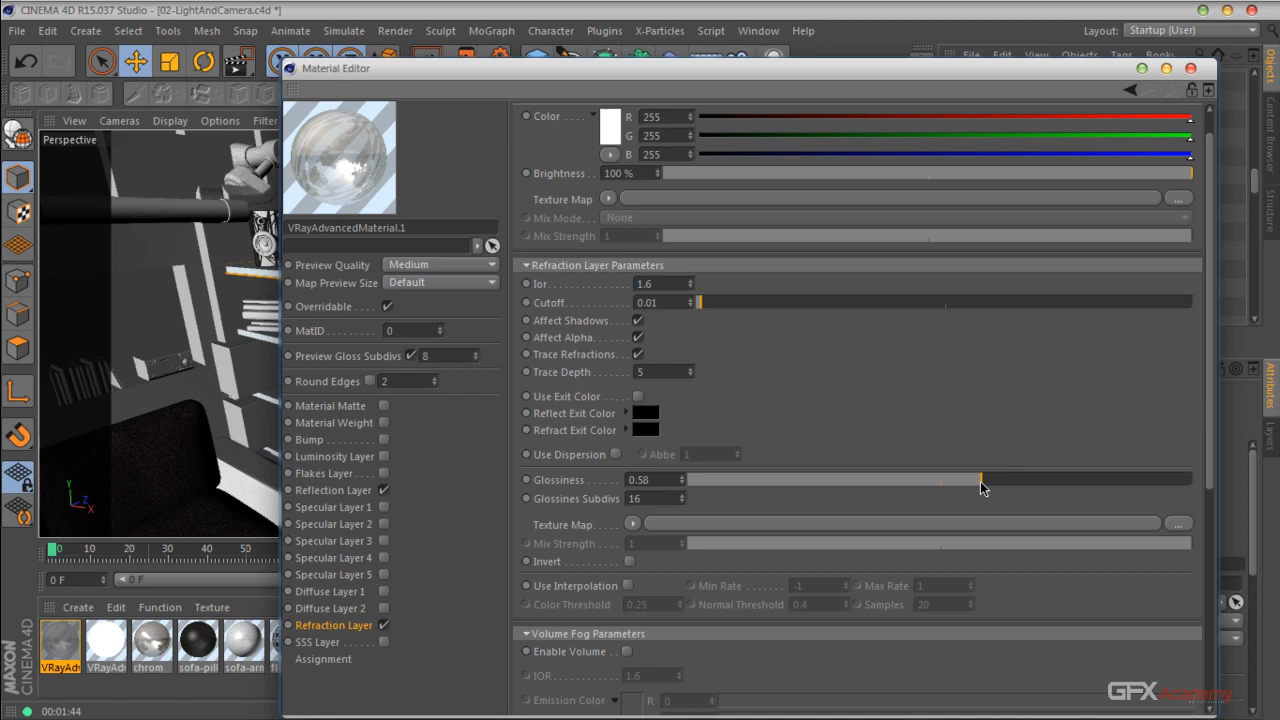 CINEMA 4D R15.037 Studio - [02-LightAndCamera.c4d *]
File Edit Create Select Tools Mesh Snap Animate Simulate Render Sculpt MoGraph Character Plugins X-Particles Script Window Help Layout: Startup (User)
File Edit View Objects Tags Book
Material Editor
View Cameras Display Options Filter
Perspective
Color R 255
G 255
B 255
Brightness 100 %
Texture Map ...
Mix Mode None
Mix Strength 1
VRayAdvancedMaterial.1
Preview Quality Medium
Map Preview Size Default
Overridable
MatID 0
Preview Gloss Subdivs 8
Round Edges 2
Material Matte
Material Weight
Bump
Luminosity Layer
Flakes Layer
Reflection Layer
Specular Layer 1
Specular Layer 2
Specular Layer 3
Specular Layer 4
Specular Layer 5
Diffuse Layer 1
Diffuse Layer 2
Refraction Layer
SSS Layer
Assignment
Refraction Layer Parameters
Ior 1.6
Cutoff 0.01
Affect Shadows
Affect Alpha
Trace Refractions
Trace Depth 5
Use Exit Color
Reflect Exit Color
Refract Exit Color
Use Dispersion Abbe 1
Glossiness 0.58
Glossines Subdivs 16
Texture Map ...
Mix Strength 1
Invert
Use Interpolation Min Rate -1 Max Rate 1
Color Threshold 0.25 Normal Threshold 0.4 Samples 20
Volume Fog Parameters
Enable Volume
IOR 1.6
Emission Color R 0
Objects
Content Browser
Structure
Attributes
Layers
Y
Z
X
0 10 20 30 40 50
0 F 0 F
Create Edit Function Texture
VRayAdv VRayAdv chrom sofa-pill sofa-arm
MAXON
CINEMA 4D
00:01:44
GFX Academy